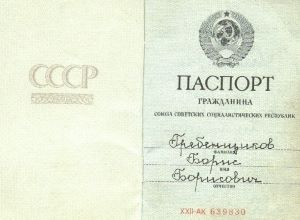 СССР
ПАСПОРТ
ГРАЖДАНИНА
СОЮЗА СОВЕТСКИХ СОЦИАЛИСТИЧЕСКИХ РЕСПУБЛИК
Гребенщиков
ФАМИЛИЯ
Борис
ИМЯ
Борисович
ОТЧЕСТВО
XXII-АК 639830